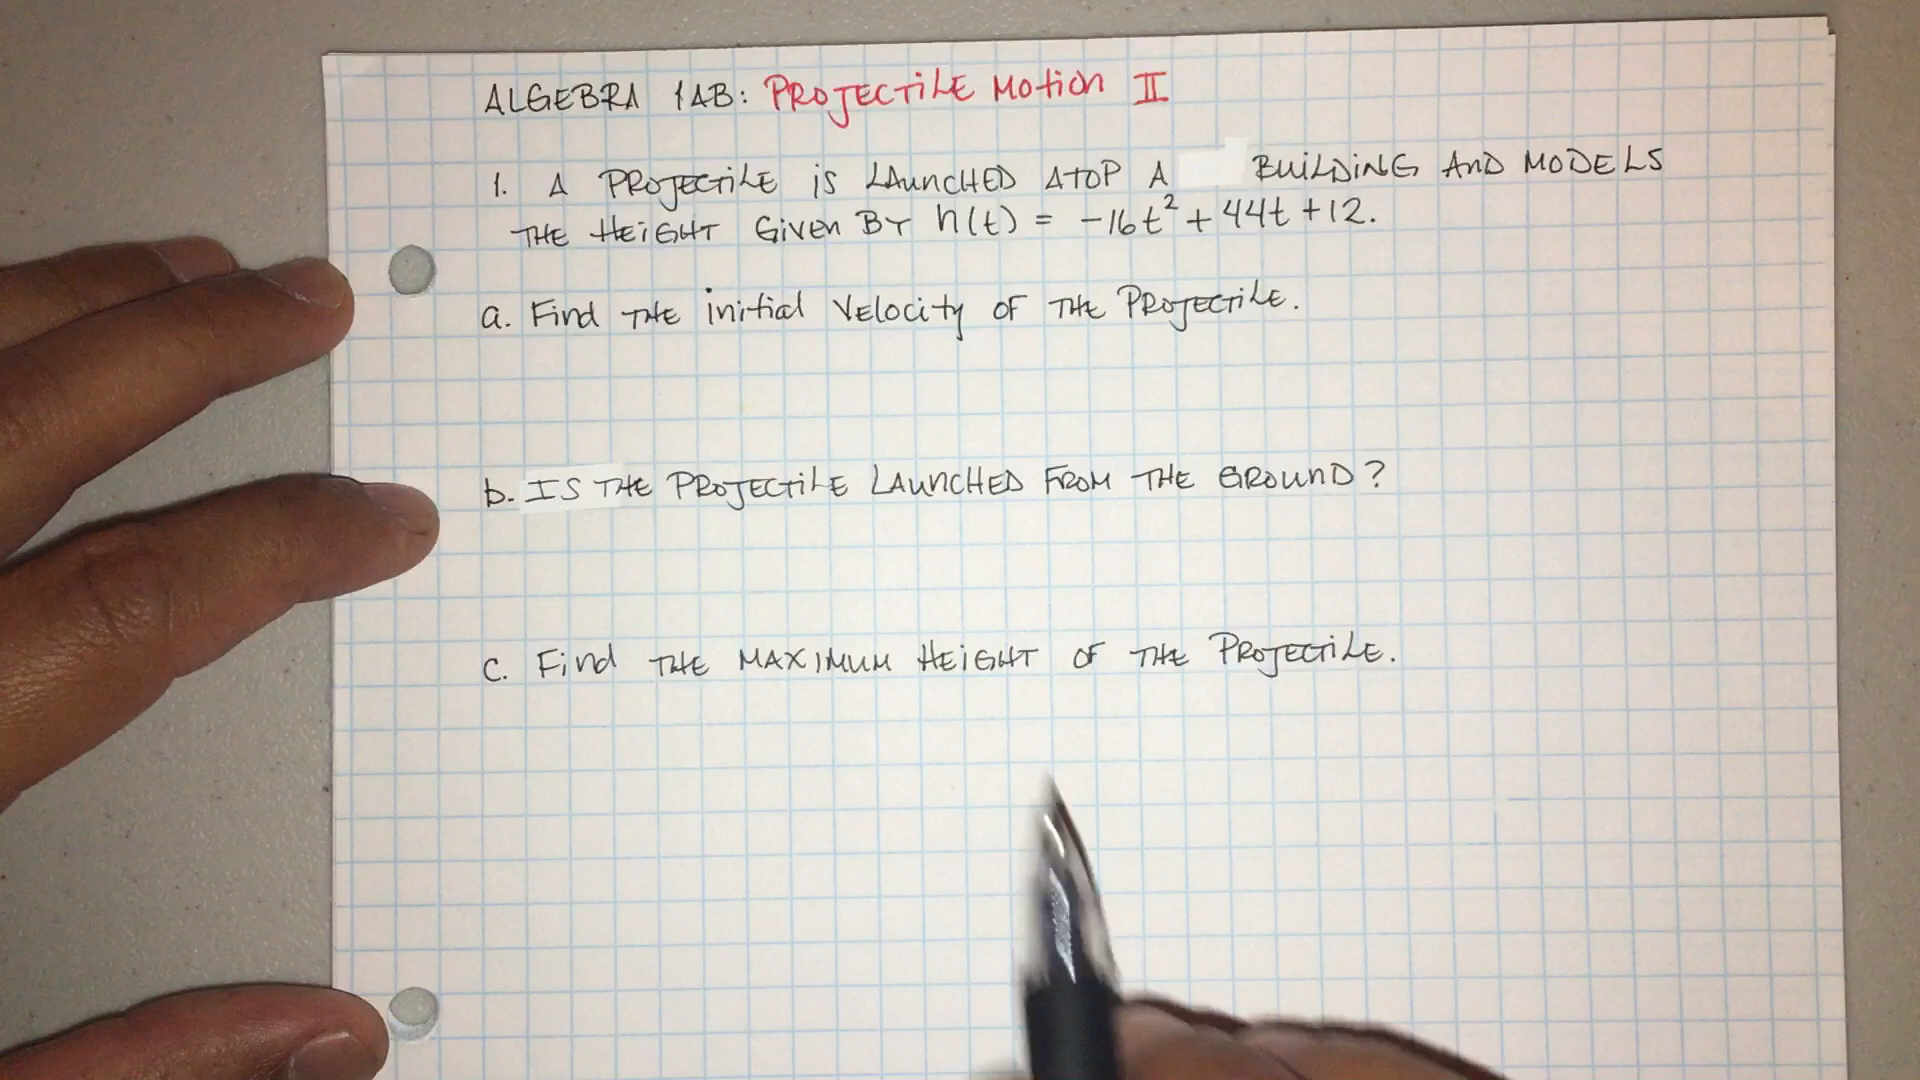 ALGEBRA 1AB: PROJECTILE MOTION II
1. A PROJECTILE IS LAUNCHED ATOP A BUILDING AND MODELS
THE HEIGHT GIVEN BY h(t) = -16t² + 44t + 12.
a. Find THE initial Velocity OF THE PROJECTILE.
b. IS THE PROJECTILE LAUNCHED FROM THE GROUND?
c. Find THE MAXIMUM HEIGHT OF THE PROJECTILE.